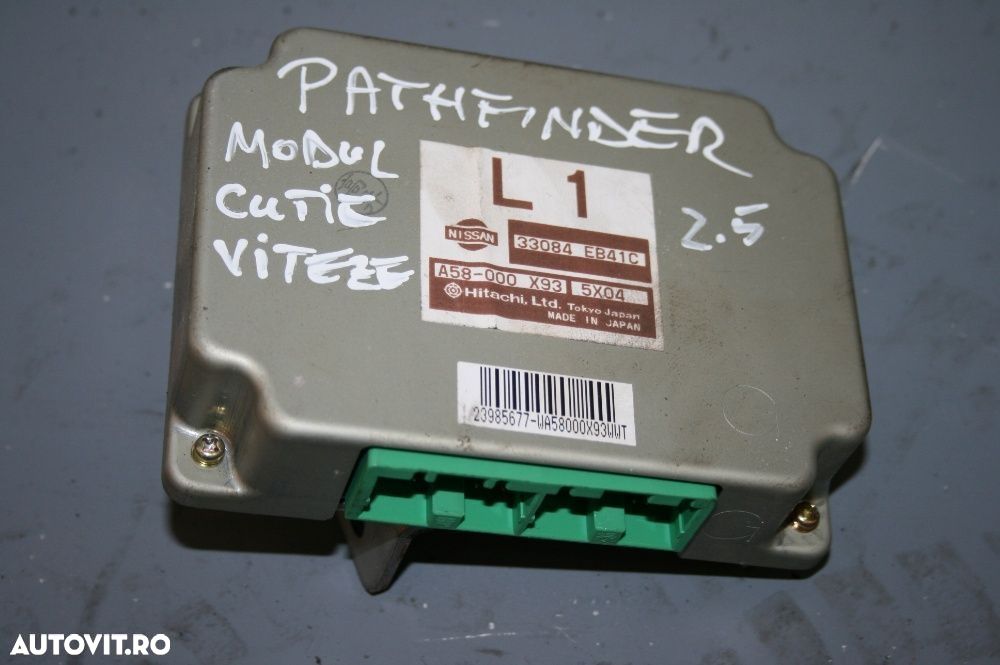 PATHFINDER
MODUL
CUTIE
VITEZE
2.5
L 1
NISSAN
33084 EB41C
A58-000 X93 5X04
Hitachi, Ltd. Tokyo Japan
MADE IN JAPAN
23985677-WA58000X93WWT
G
G
AUTOVIT.RO